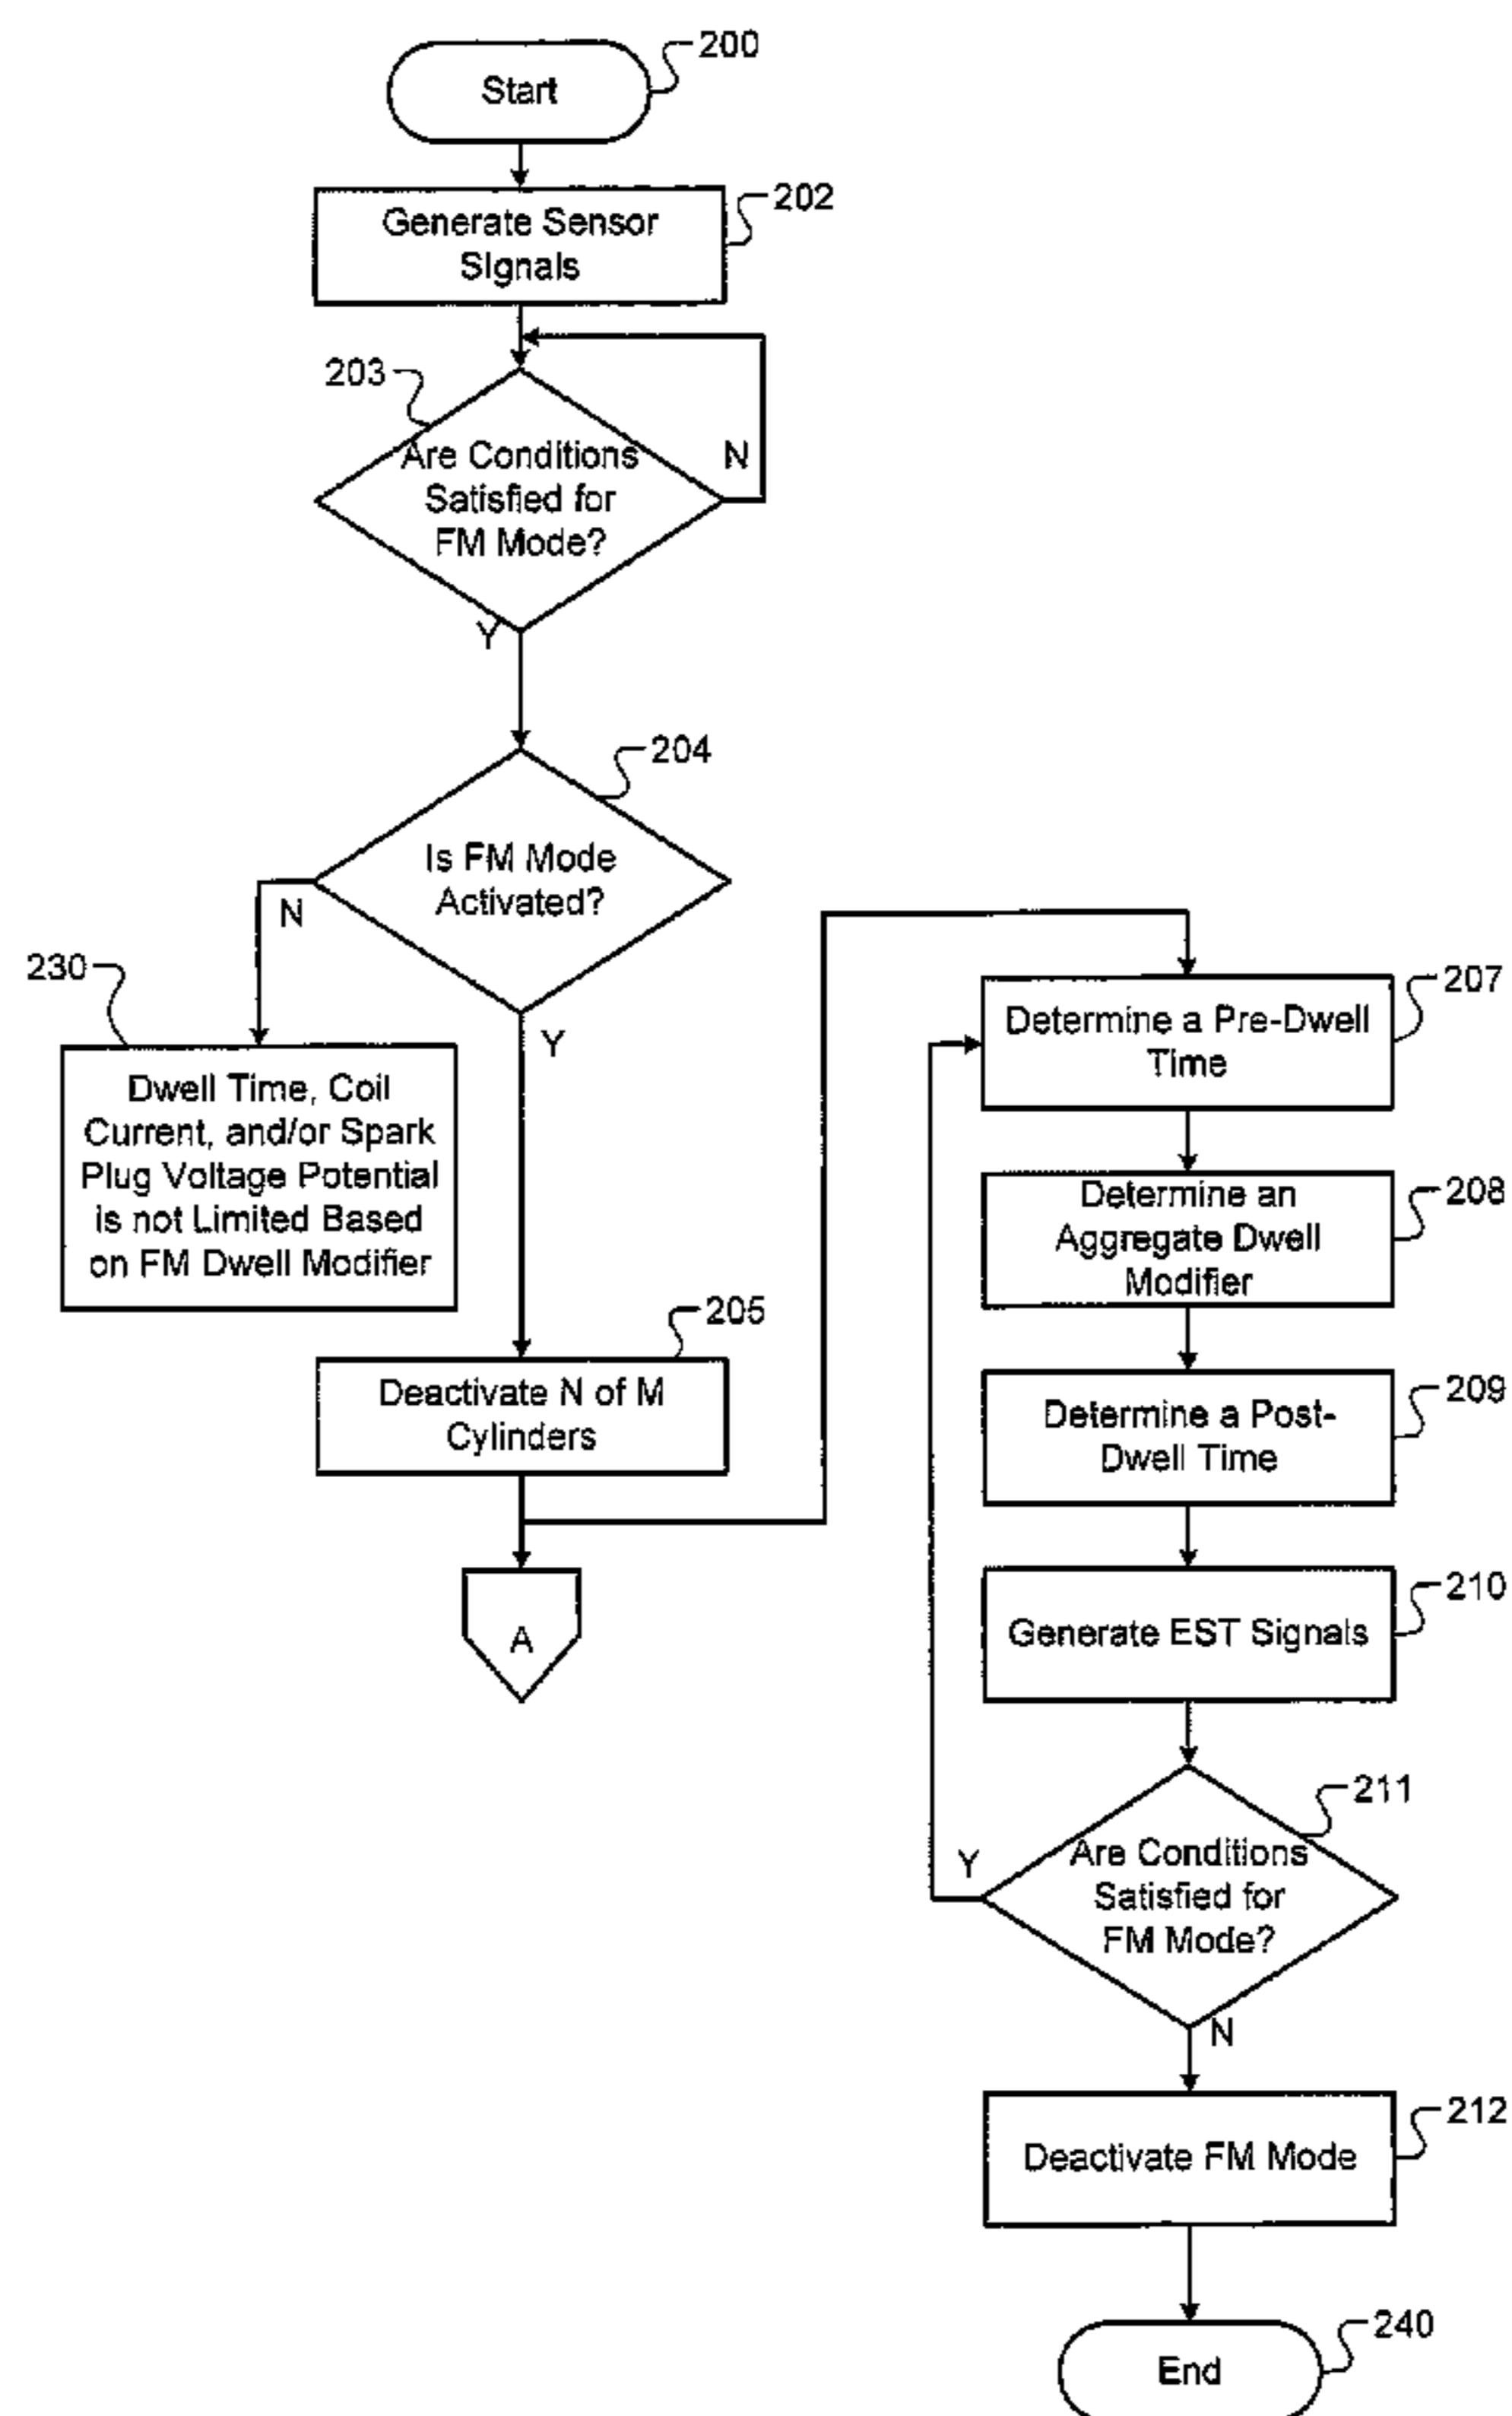 200
Start
202
Generate Sensor
Signals
203
Are Conditions
Satisfied for
FM Mode?
N
Y
204
Is FM Mode
Activated?
N
Y
230
Dwell Time, Coil
Current, and/or Spark
Plug Voltage Potential
is not Limited Based
on FM Dwell Modifier
205
Deactivate N of M
Cylinders
A
207
Determine a Pre-Dwell
Time
208
Determine an
Aggregate Dwell
Modifier
209
Determine a Post-
Dwell Time
210
Generate EST Signals
211
Are Conditions
Satisfied for
FM Mode?
Y
N
212
Deactivate FM Mode
240
End